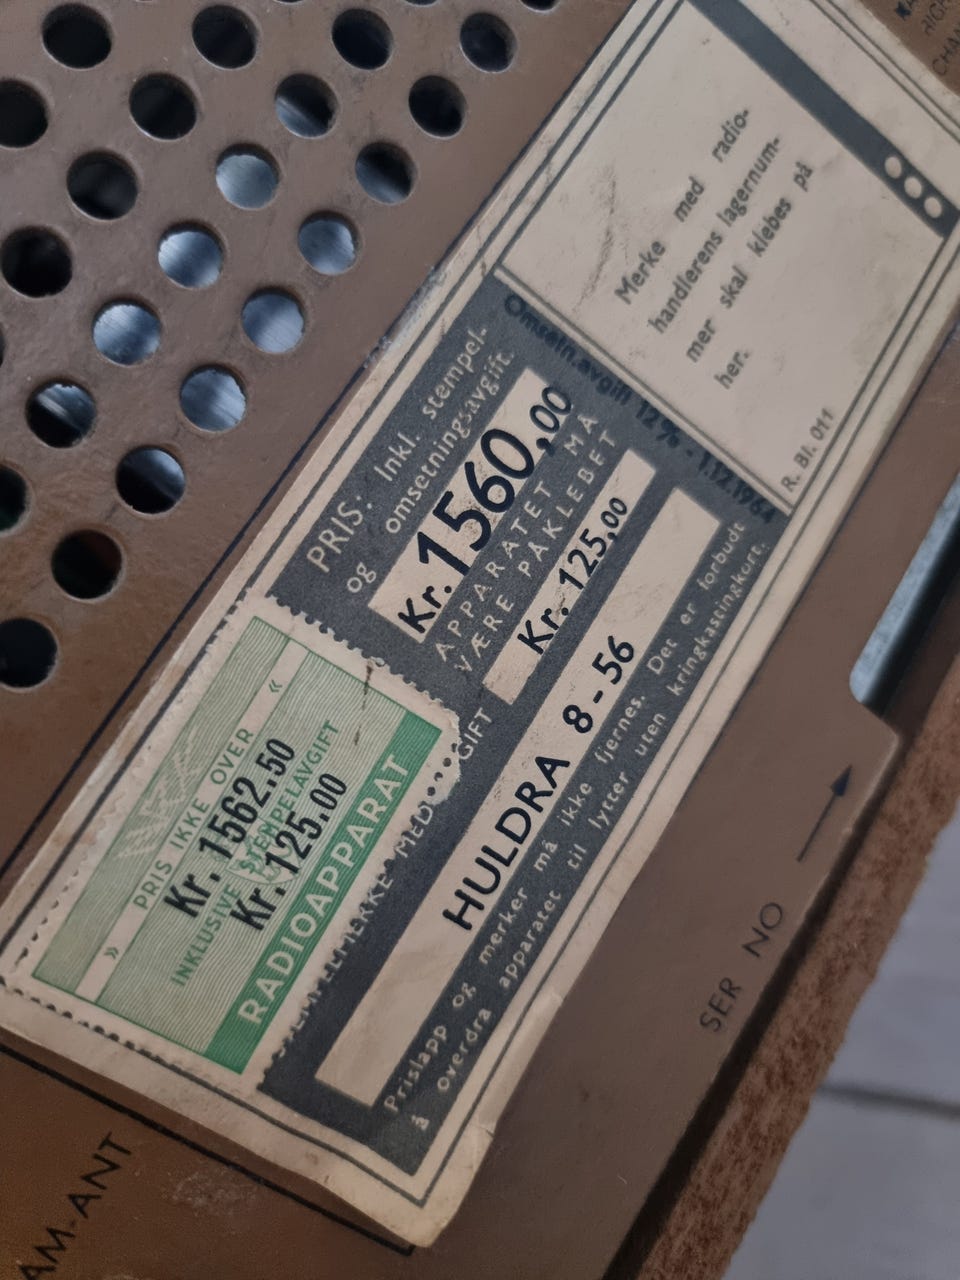 Merke med radio-
handlerens lagernum-
mer skal klebes på
her.
R. Bl. 011
Omsetn.avgift 12% - 1.12.1964
PRIS: Inkl. stempel-
og omsetningsavgift.
Kr. 1560,00
APPARATET MÅ
VÆRE PÅKLEBET
Kr. 125,00
STEMPELMERKE MED GIFT
HULDRA 8-56
Prislapp og merker må ikke fjernes. Det er forbudt
å overdra apparatet til lytter uten kringkastingkort.
» PRIS IKKE OVER «
Kr. 1562.50
INKLUSIVE STEMPELAVGIFT
Kr. 125.00
RADIOAPPARAT
SER NO
AM-ANT